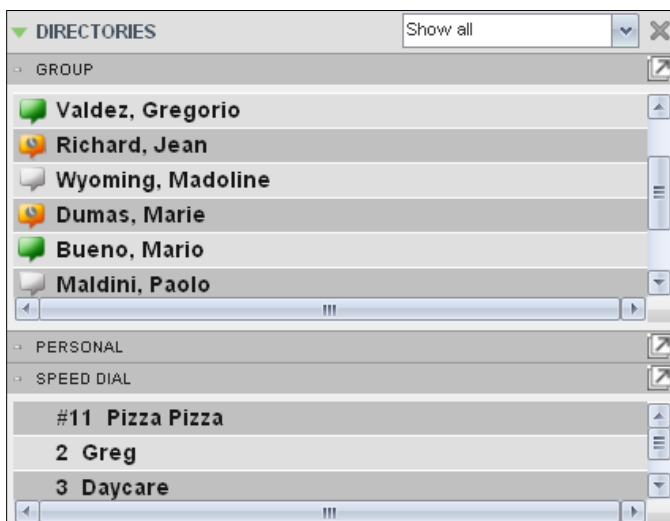 DIRECTORIES Show all
GROUP
Valdez, Gregorio
Richard, Jean
Wyoming, Madoline
Dumas, Marie
Bueno, Mario
Maldini, Paolo
PERSONAL
SPEED DIAL
#11 Pizza Pizza
2 Greg
3 Daycare